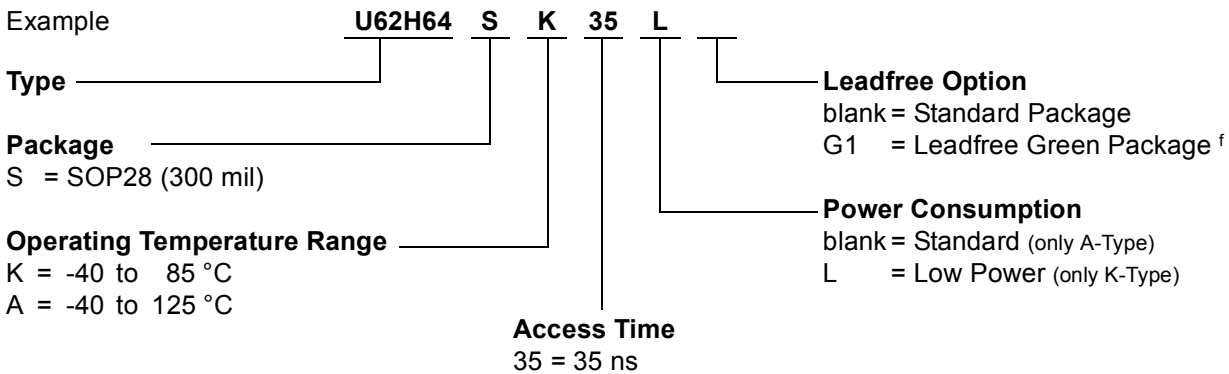 Example U62H64 S K 35 L
Type
Package
S = SOP28 (300 mil)
Operating Temperature Range
K = -40 to 85 °C
A = -40 to 125 °C
Access Time
35 = 35 ns
Leadfree Option
blank = Standard Package
G1 = Leadfree Green Package f
Power Consumption
blank = Standard (only A-Type)
L = Low Power (only K-Type)